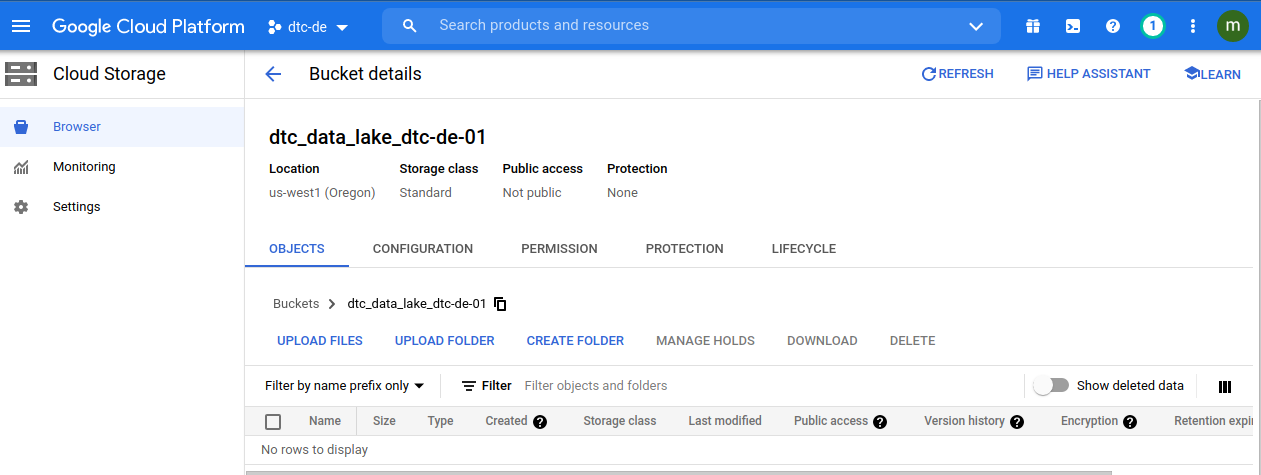 Google Cloud Platform dtc-de Search products and resources 1 m
Cloud Storage Bucket details REFRESH HELP ASSISTANT LEARN
Browser
Monitoring
Settings
dtc_data_lake_dtc-de-01
Location Storage class Public access Protection
us-west1 (Oregon) Standard Not public None
OBJECTS CONFIGURATION PERMISSION PROTECTION LIFECYCLE
Buckets > dtc_data_lake_dtc-de-01
UPLOAD FILES UPLOAD FOLDER CREATE FOLDER MANAGE HOLDS DOWNLOAD DELETE
Filter by name prefix only Filter Filter objects and folders Show deleted data
Name Size Type Created ? Storage class Last modified Public access ? Version history ? Encryption ? Retention expir
No rows to display